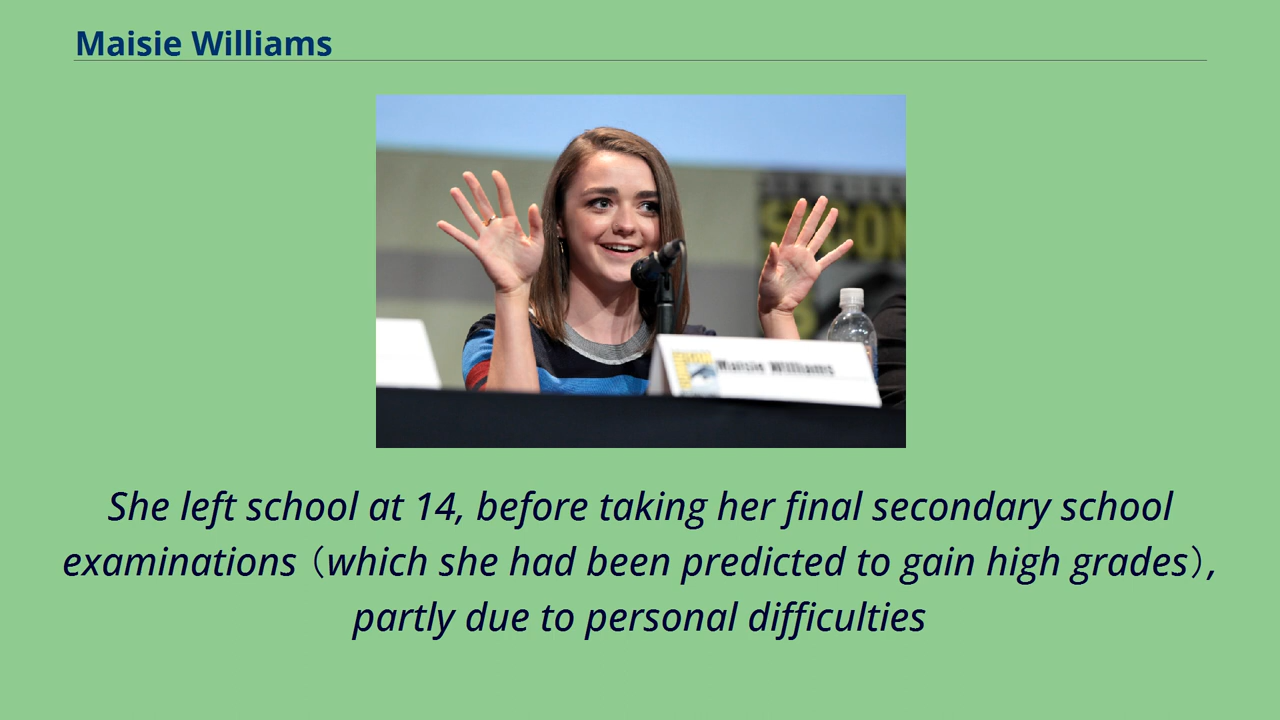 Maisie Williams
SCON
Maisie Williams
She left school at 14, before taking her final secondary school
examinations（which she had been predicted to gain high grades）,
partly due to personal difficulties